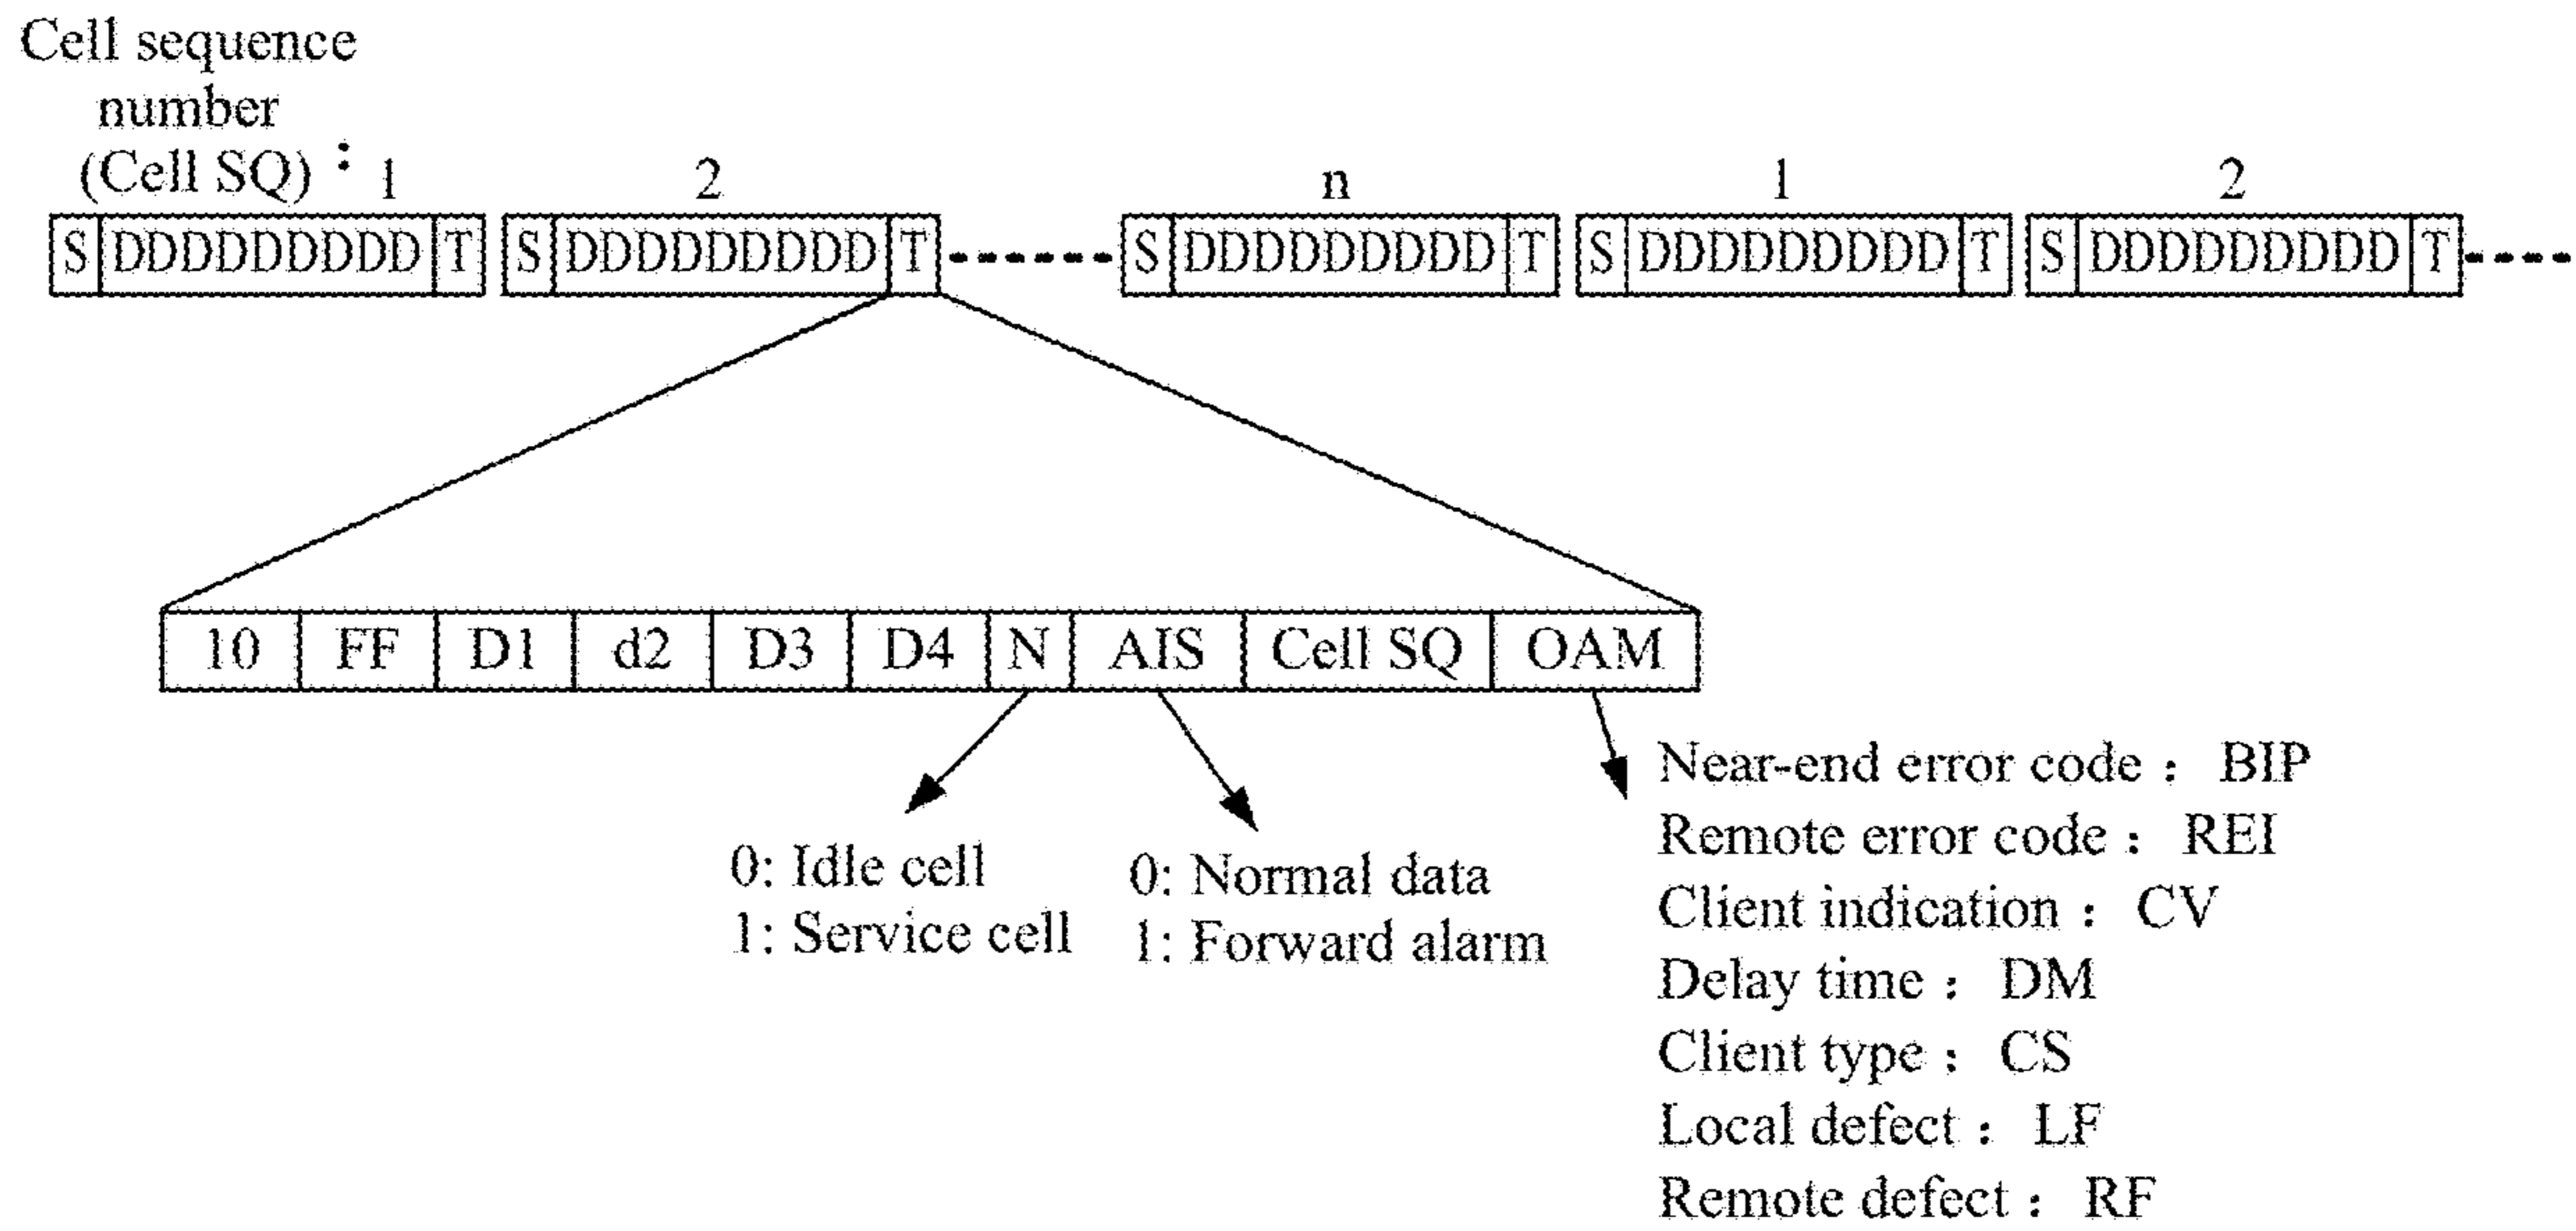 Cell sequence
number
(Cell SQ) :
1 2 n 1 2
S DDDDDDDDD T S DDDDDDDDD T S DDDDDDDDD T S DDDDDDDDD T S DDDDDDDDD T
10 FF D1 d2 D3 D4 N AIS Cell SQ OAM
0: Idle cell
1: Service cell
0: Normal data
1: Forward alarm
Near-end error code : BIP
Remote error code : REI
Client indication : CV
Delay time : DM
Client type : CS
Local defect : LF
Remote defect : RF